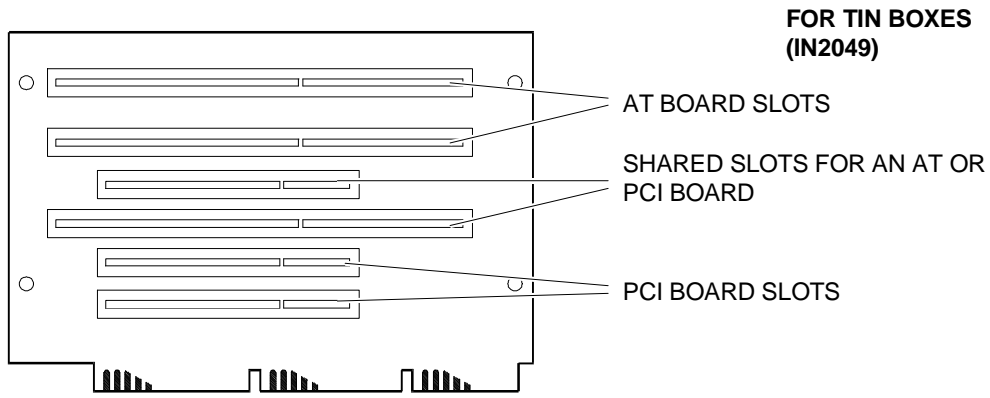 FOR TIN BOXES
(IN2049)
AT BOARD SLOTS
SHARED SLOTS FOR AN AT OR
PCI BOARD
PCI BOARD SLOTS